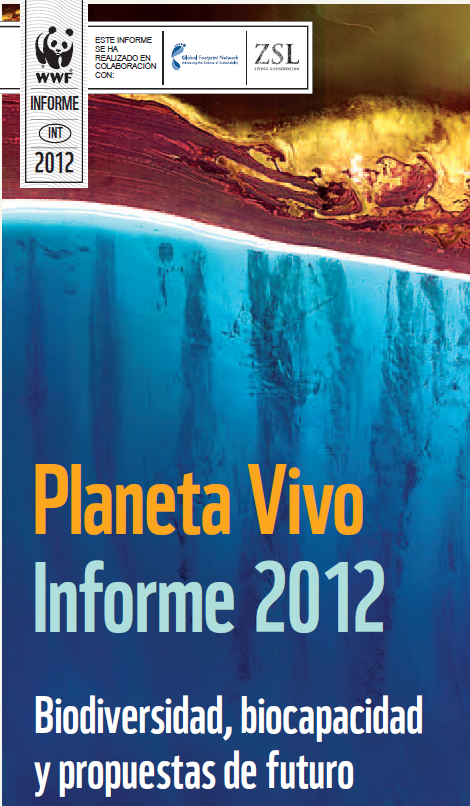 WWF
INFORME
INT
2012
ESTE INFORME
SE HA
REALIZADO EN
COLABORACIÓN
CON:
Global Footprint Network
Advancing the Science of Sustainability
ZSL
LIVING CONSERVATION
Planeta Vivo
Informe 2012
Biodiversidad, biocapacidad
y propuestas de futuro